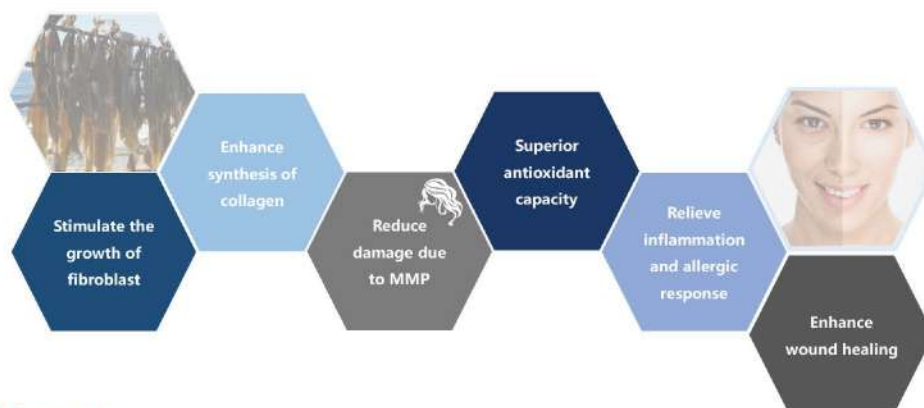 Stimulate the
growth of
fibroblast
Enhance
synthesis of
collagen
Reduce
damage due
to MMP
Superior
antioxidant
capacity
Relieve
inflammation
and allergic
response
Enhance
wound healing